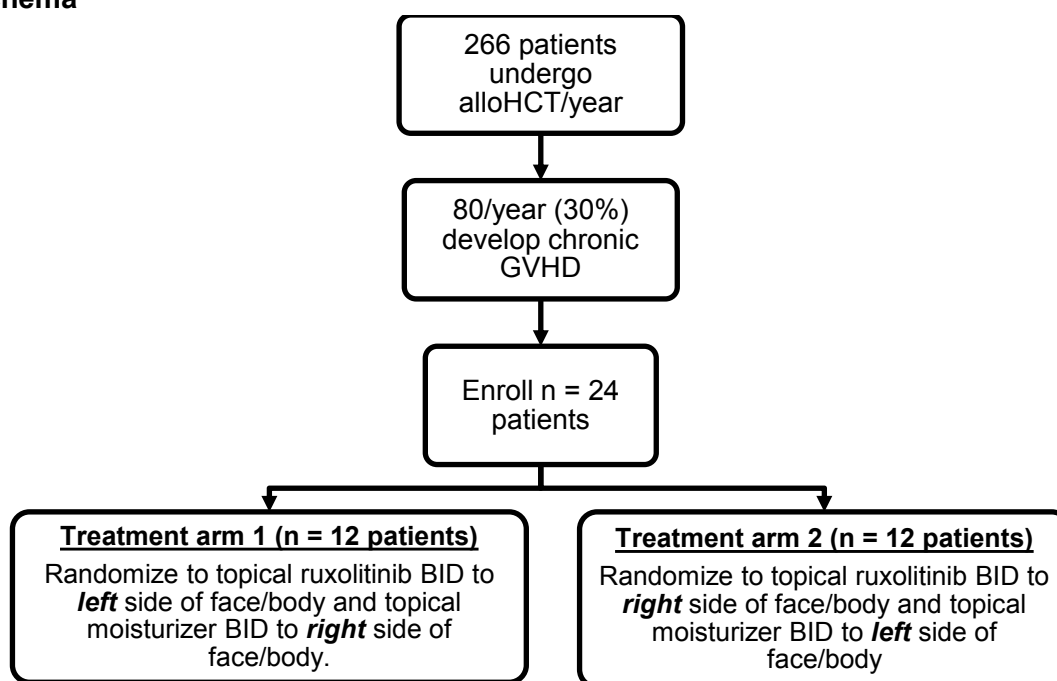 266 patients
undergo
alloHCT/year
80/year (30%)
develop chronic
GVHD
Enroll n = 24
patients
Treatment arm 1 (n = 12 patients)
Randomize to topical ruxolitinib BID to
left side of face/body and topical
moisturizer BID to right side of
face/body.
Treatment arm 2 (n = 12 patients)
Randomize to topical ruxolitinib BID to
right side of face/body and topical
moisturizer BID to left side of
face/body